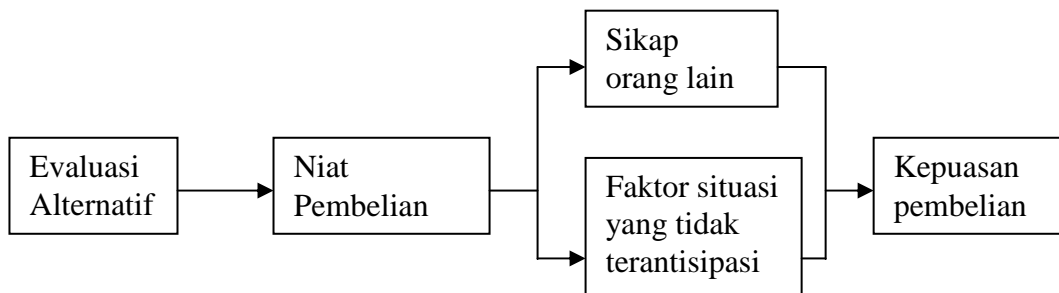 Evaluasi
Alternatif
Niat
Pembelian
Sikap
orang lain
Faktor situasi
yang tidak
terantisipasi
Kepuasan
pembelian